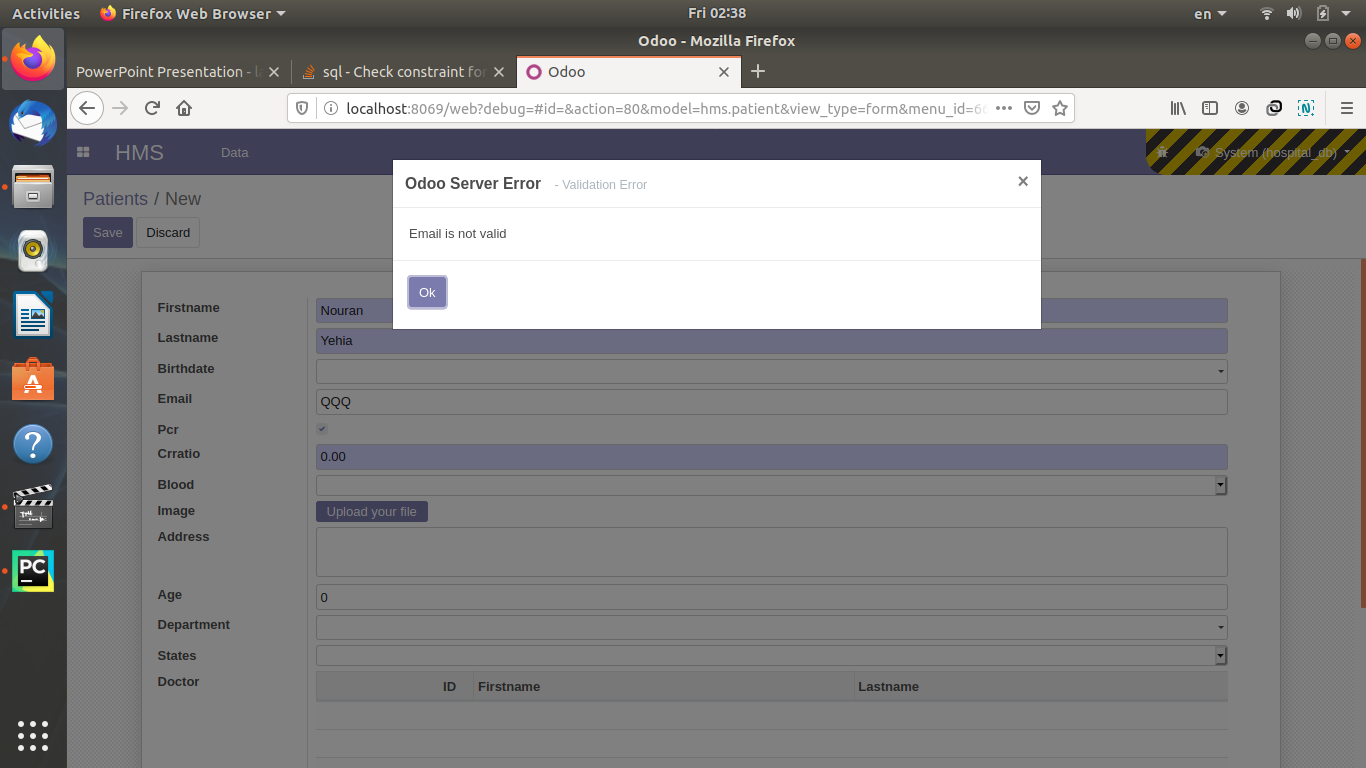 Activities Firefox Web Browser Fri 02:38 en
Odoo - Mozilla Firefox
PowerPoint Presentation - sql - Check constraint for Odoo
localhost:8069/web?debug=#id=&action=80&model=hms.patient&view_type=form&menu_id=6
HMS Data System (hospital_db)
Odoo Server Error - Validation Error ×
Patients / New
Save Discard
Email is not valid
Ok
Firstname Nouran
Lastname Yehia
Birthdate
Email QQQ
Pcr
Crratio 0.00
Blood
Image Upload your file
Address
Age 0
Department
States
Doctor ID Firstname Lastname
PC